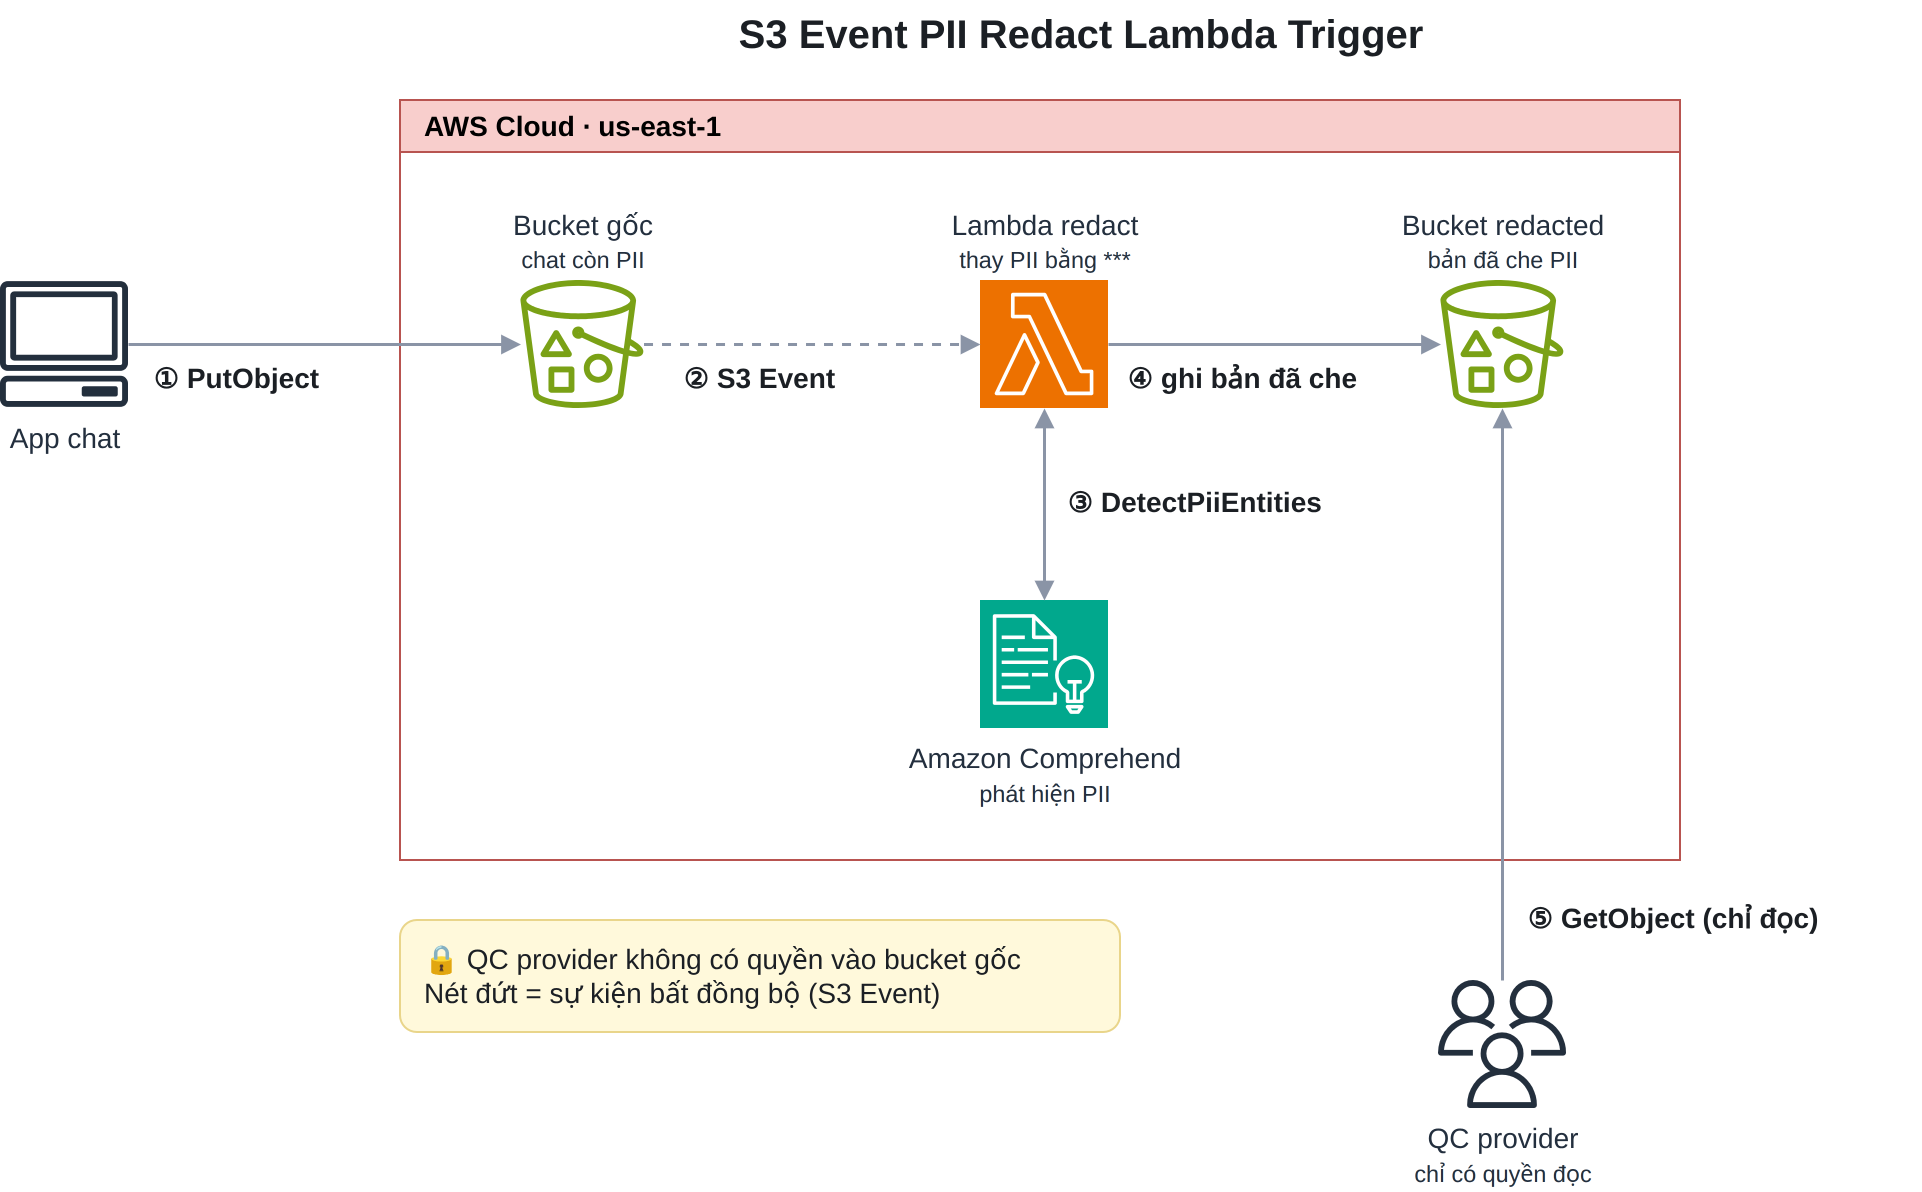 S3 Event PII Redact Lambda Trigger
AWS Cloud · us-east-1
Bucket gốc
chat còn PII
Lambda redact
thay PII bằng ***
Bucket redacted
bản đã che PII
① PutObject
② S3 Event
④ ghi bản đã che
App chat
③ DetectPiiEntities
Amazon Comprehend
phát hiện PII
⑤ GetObject (chỉ đọc)
🔒 QC provider không có quyền vào bucket gốc
Nét đứt = sự kiện bất đồng bộ (S3 Event)
QC provider
chỉ có quyền đọc